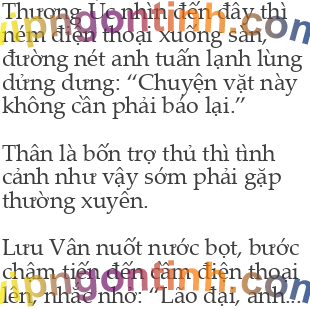 Thượng Úc nhìn đến đây thì
ném điện thoại xuống sàn,
đường nét anh tuấn lạnh lùng
dửng dưng: “Chuyện vặt này
không cần phải báo lại.”
Thân là bốn trợ thủ thì tình
cảnh như vậy sớm phải gặp
thường xuyên.
Lưu Vân nuốt nước bọt, bước
chậm tiến đến cầm điện thoại
lên, nhắc nhở: “Lão đại, anh...